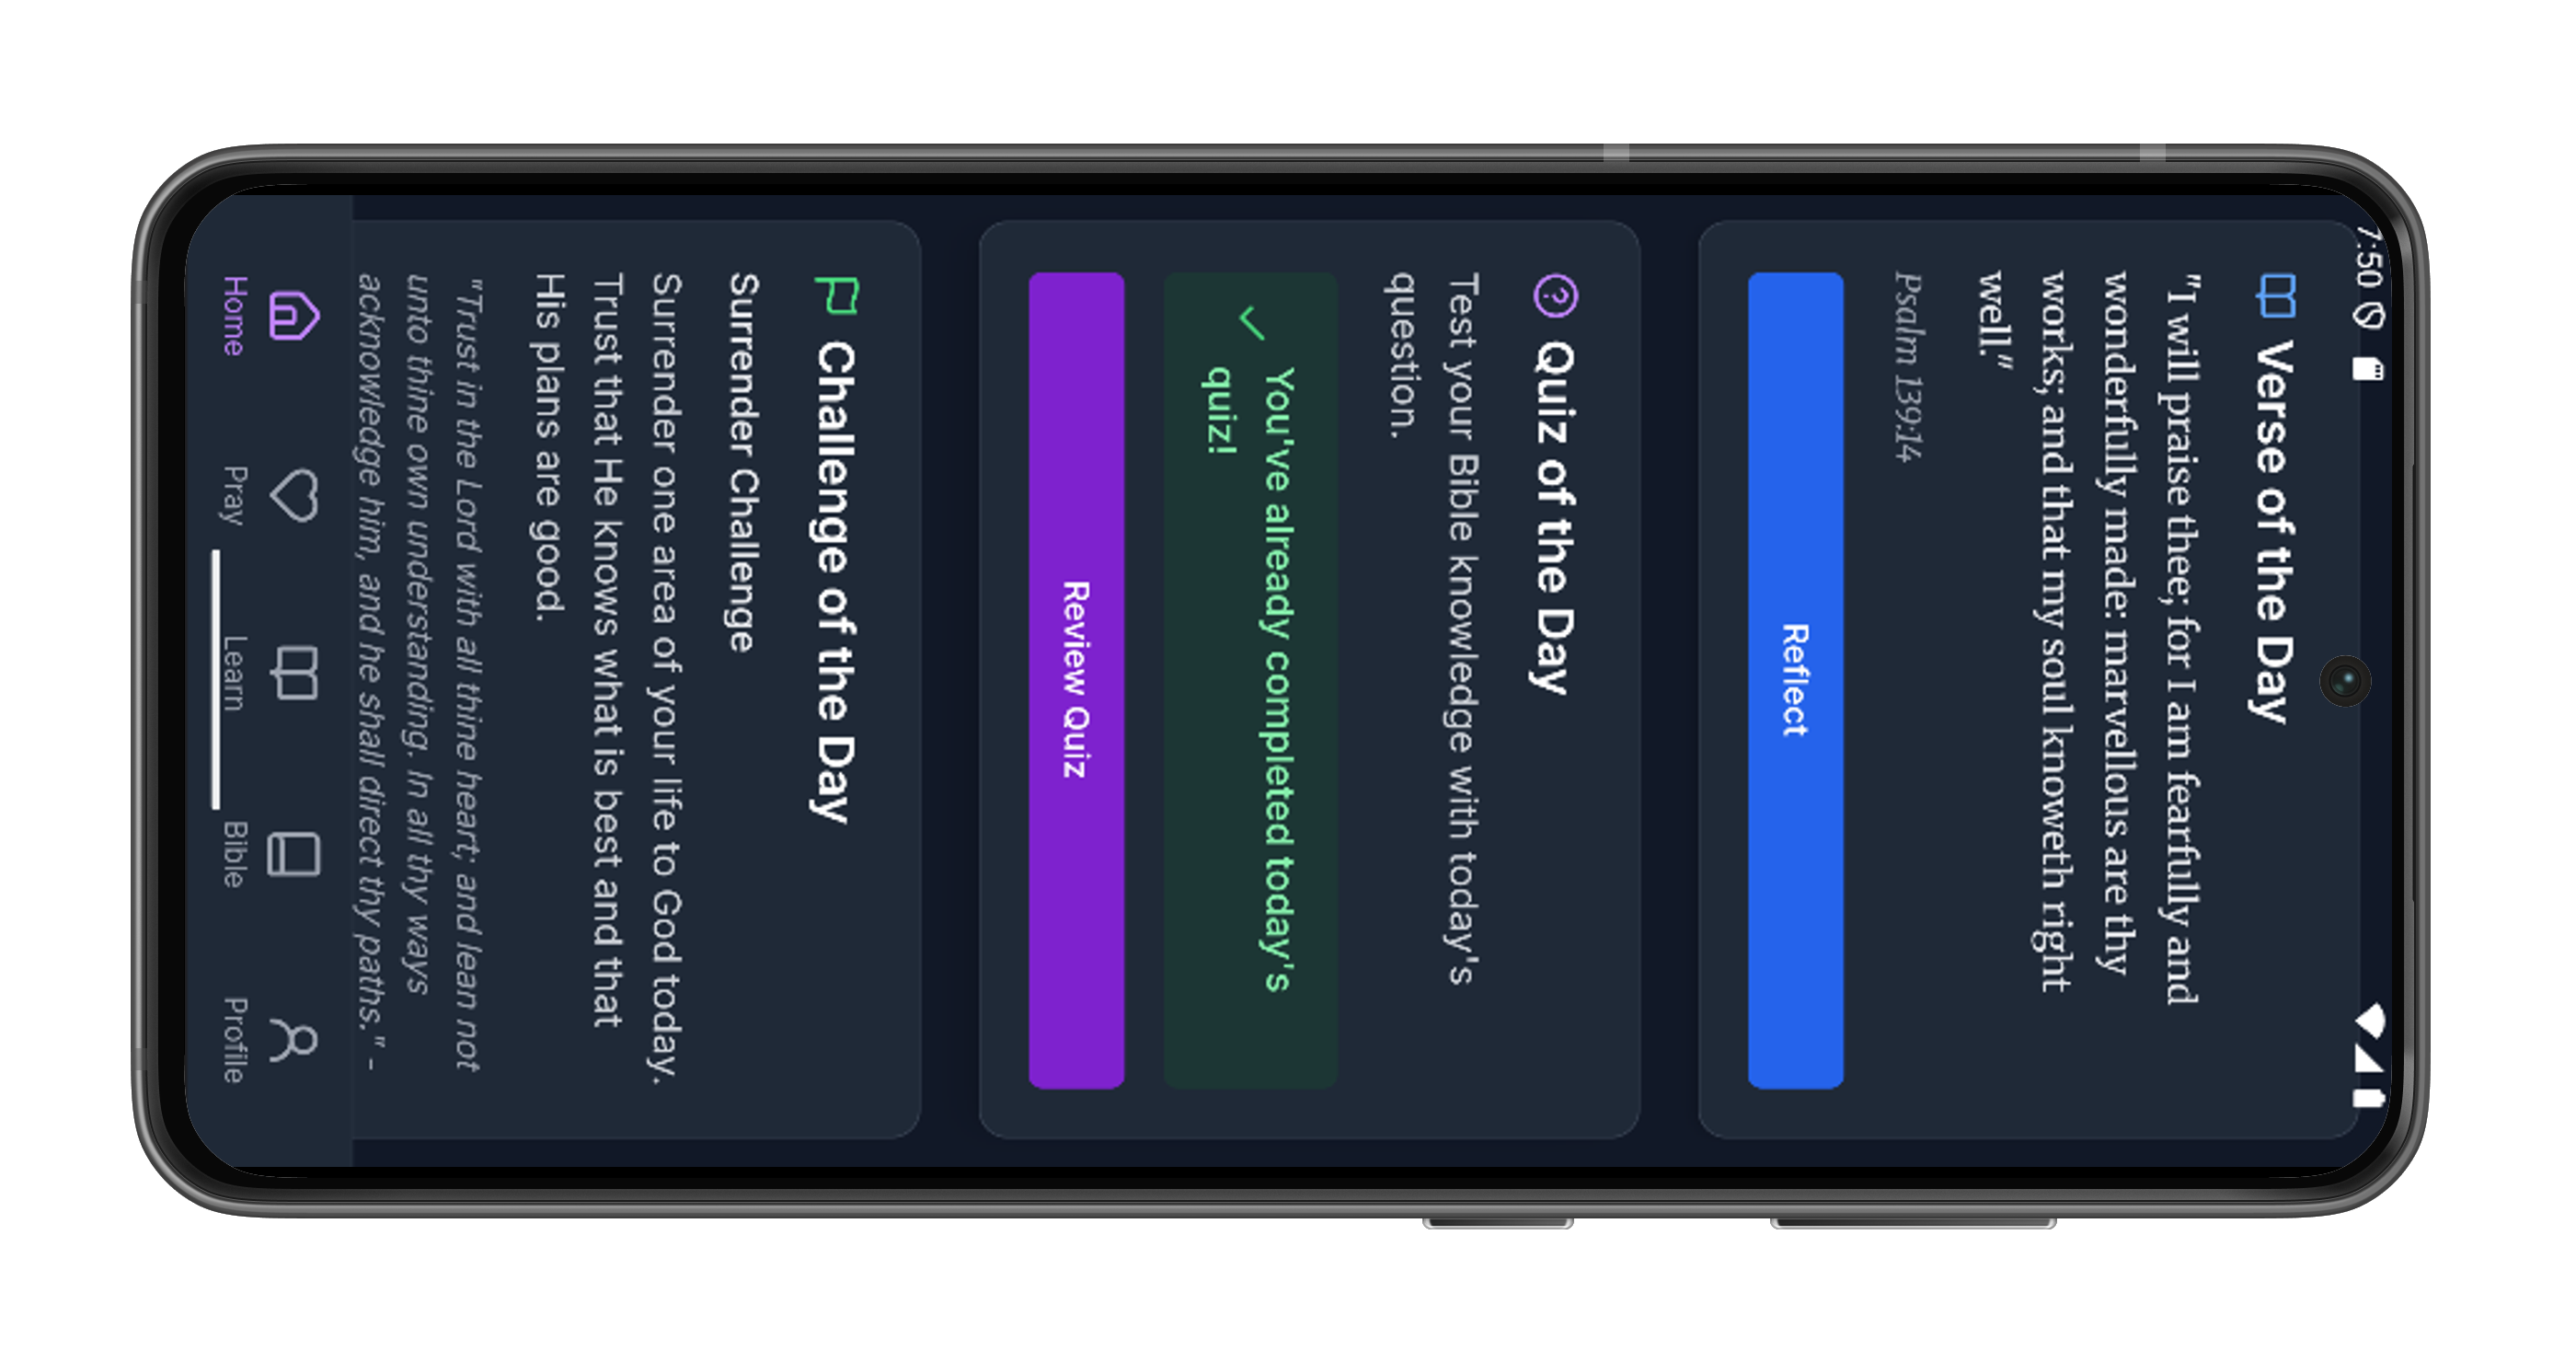 7:50
Verse of the Day
"I will praise thee; for I am fearfully and
wonderfully made: marvellous are thy
works; and that my soul knoweth right
well."
Psalm 139:14
Reflect
Quiz of the Day
Test your Bible knowledge with today's
question.
You've already completed today's
quiz!
Review Quiz
Challenge of the Day
Surrender Challenge
Surrender one area of your life to God today.
Trust that He knows what is best and that
His plans are good.
"Trust in the Lord with all thine heart; and lean not
unto thine own understanding. In all thy ways
acknowledge him, and he shall direct thy paths." -
Home
Pray
Learn
Bible
Profile